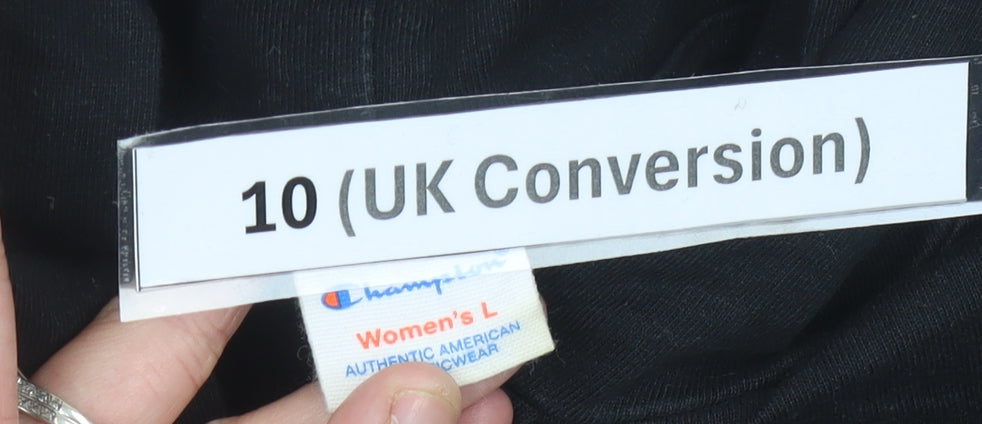 10 (UK Conversion)
Champion
Women's L
AUTHENTIC AMERICAN